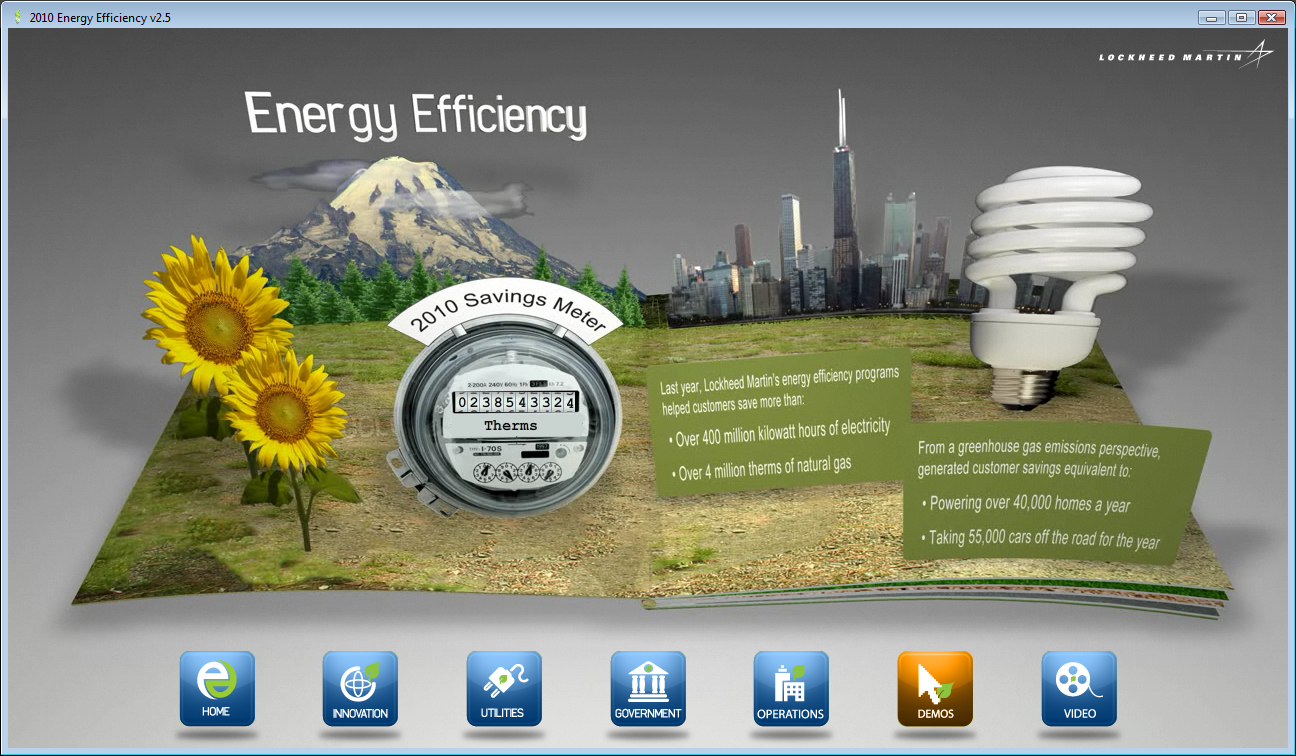 2010 Energy Efficiency v2.5
LOCKHEED MARTIN
Energy Efficiency
2010 Savings Meter
0238543324
Therms
Last year, Lockheed Martin's energy efficiency programs
helped customers save more than:
• Over 400 million kilowatt hours of electricity
• Over 4 million therms of natural gas
From a greenhouse gas emissions perspective,
generated customer savings equivalent to:
• Powering over 40,000 homes a year
• Taking 55,000 cars off the road for the year
HOME
INNOVATION
UTILITIES
GOVERNMENT
OPERATIONS
DEMOS
VIDEO